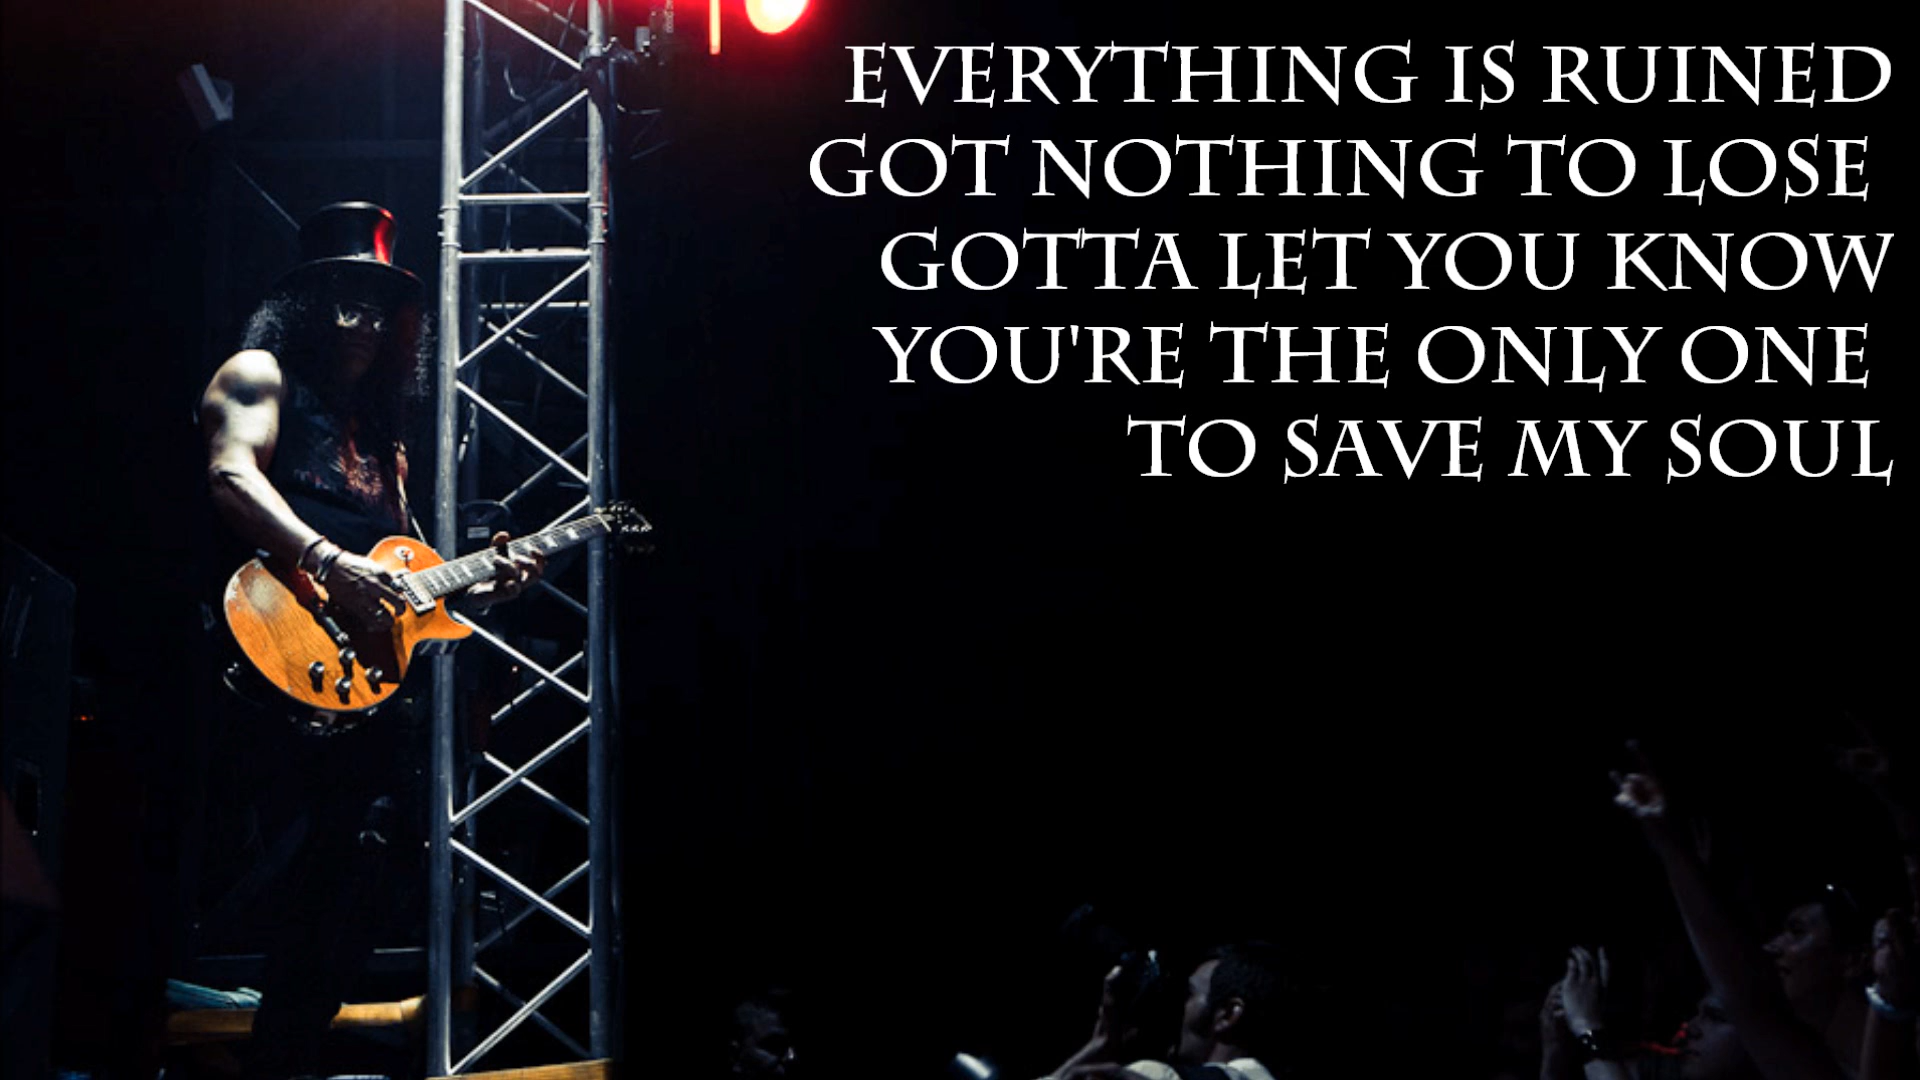 EVERYTHING IS RUINED
GOT NOTHING TO LOSE
GOTTA LET YOU KNOW
YOU'RE THE ONLY ONE
TO SAVE MY SOUL